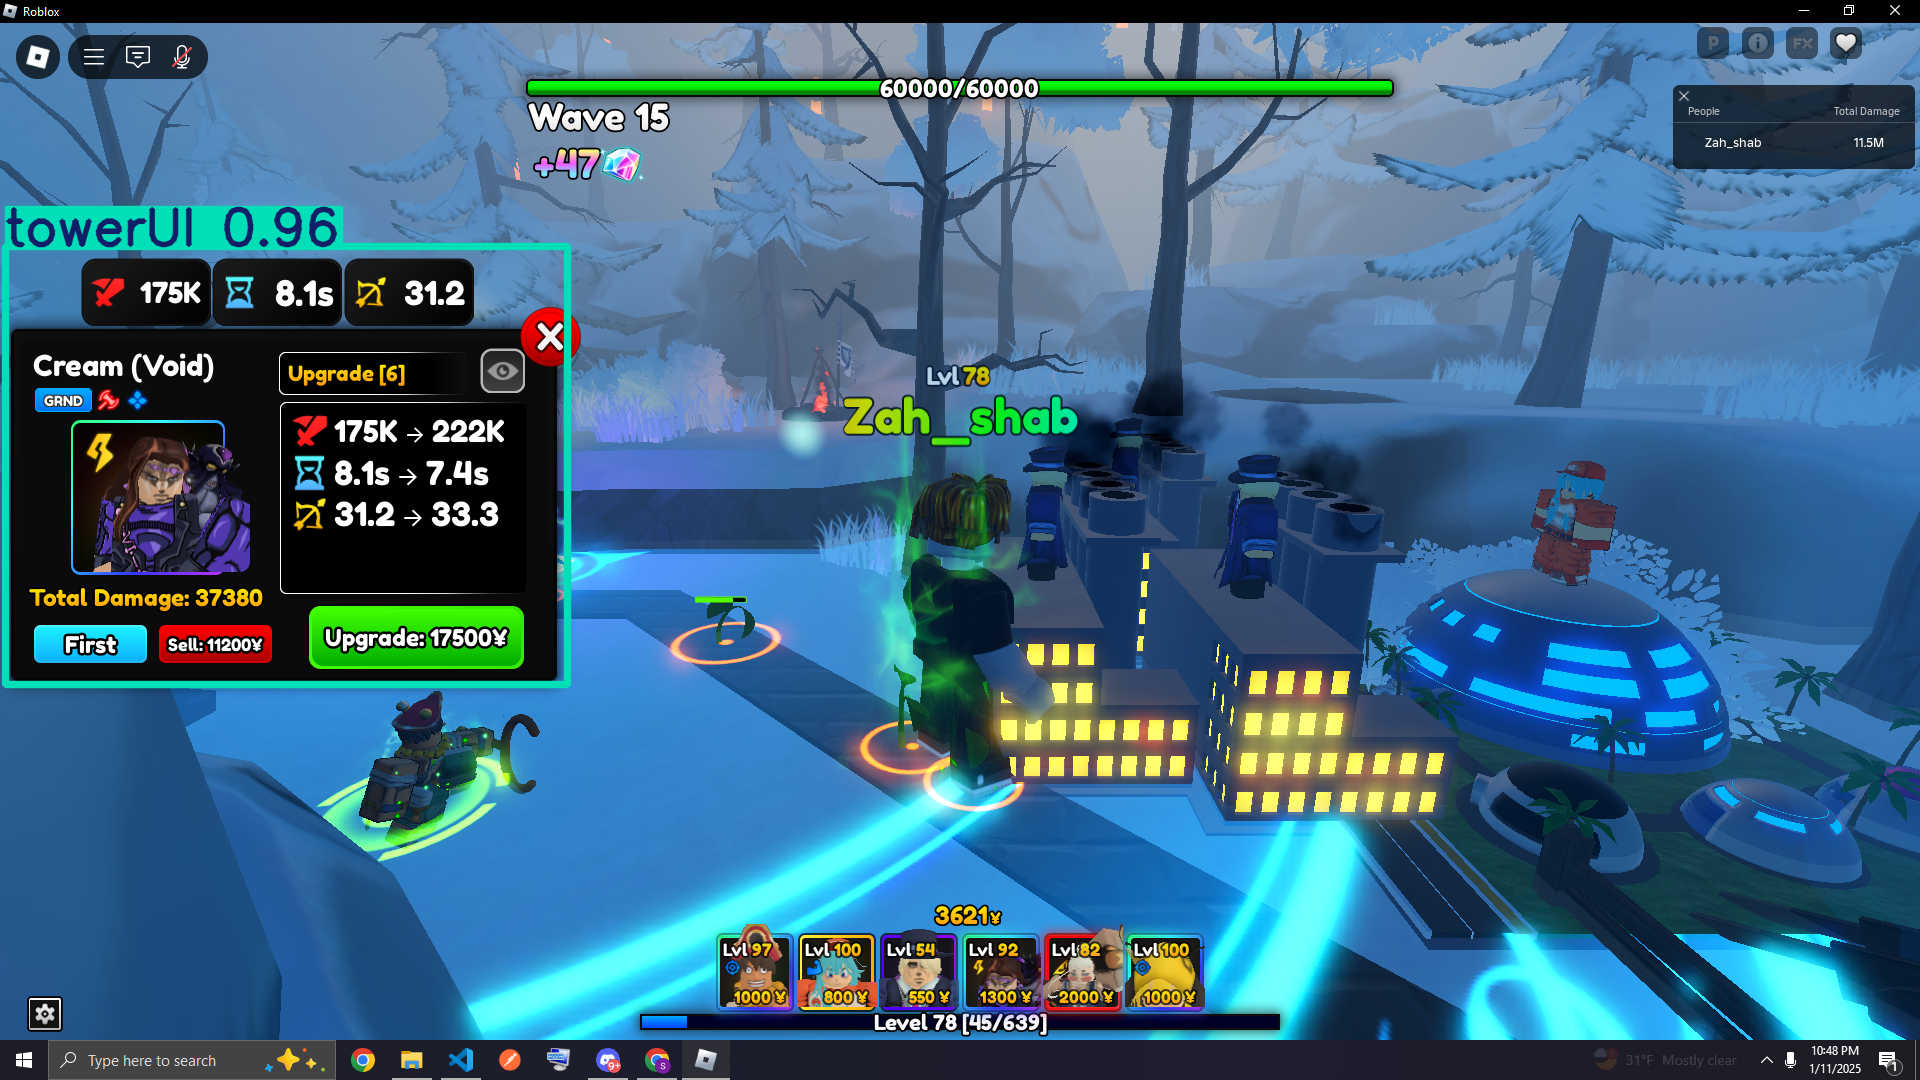 Roblox
P
FX
60000/60000
Wave 15
+47
People Total Damage
Zah_shab 11.5M
towerUI 0.96
175K 8.1s 31.2
Cream (Void)
GRND
Upgrade [6]
175K → 222K
8.1s → 7.4s
31.2 → 33.3
Total Damage: 37380
First
Sell: 11200¥
Upgrade: 17500¥
Lvl 78
Zah__shab
3621¥
Lvl 97 Lvl 100 Lvl 54 Lvl 92 Lvl 82 Lvl 100
1000 ¥ 800 ¥ 550 ¥ 1300 ¥ 2000 ¥ 1000 ¥
Level 78 [45/639]
Type here to search
9+
S
31°F Mostly clear
10:48 PM
1/11/2025
1